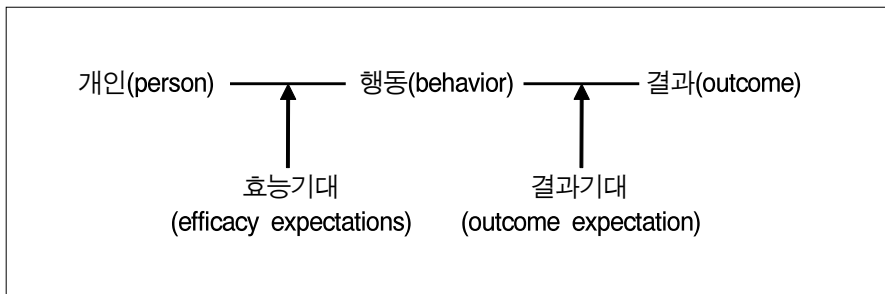 개인(person) 행동(behavior) 결과(outcome)
효능기대 결과기대
(efficacy expectations) (outcome expectation)